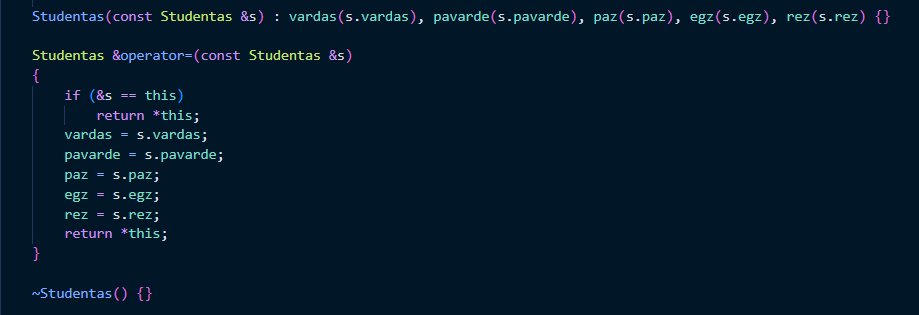 Studentas(const Studentas &s) : vardas(s.vardas), pavarde(s.pavarde), paz(s.paz), egz(s.egz), rez(s.rez) {}
Studentas &operator=(const Studentas &s)
{
if (&s == this)
return *this;
vardas = s.vardas;
pavarde = s.pavarde;
paz = s.paz;
egz = s.egz;
rez = s.rez;
return *this;
}
~Studentas() {}